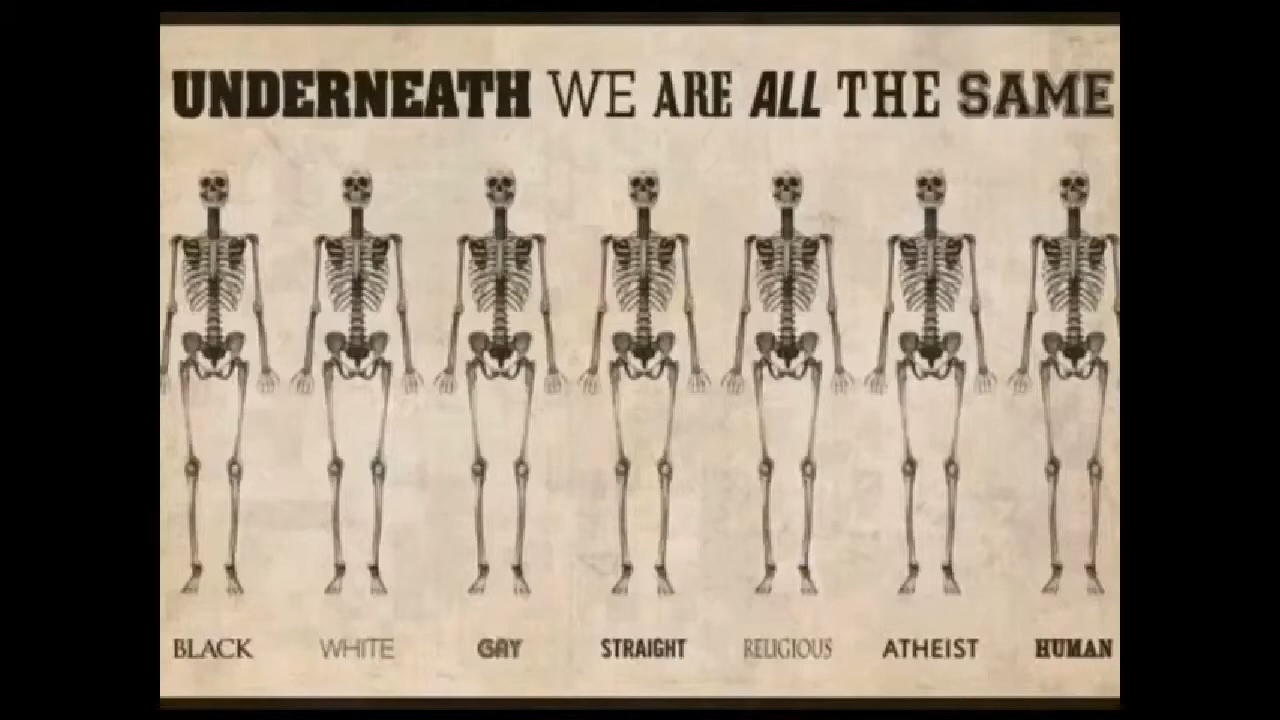 UNDERNEATH WE ARE ALL THE SAME
BLACK WHITE GAY STRAIGHT RELIGIOUS ATHEIST HUMAN